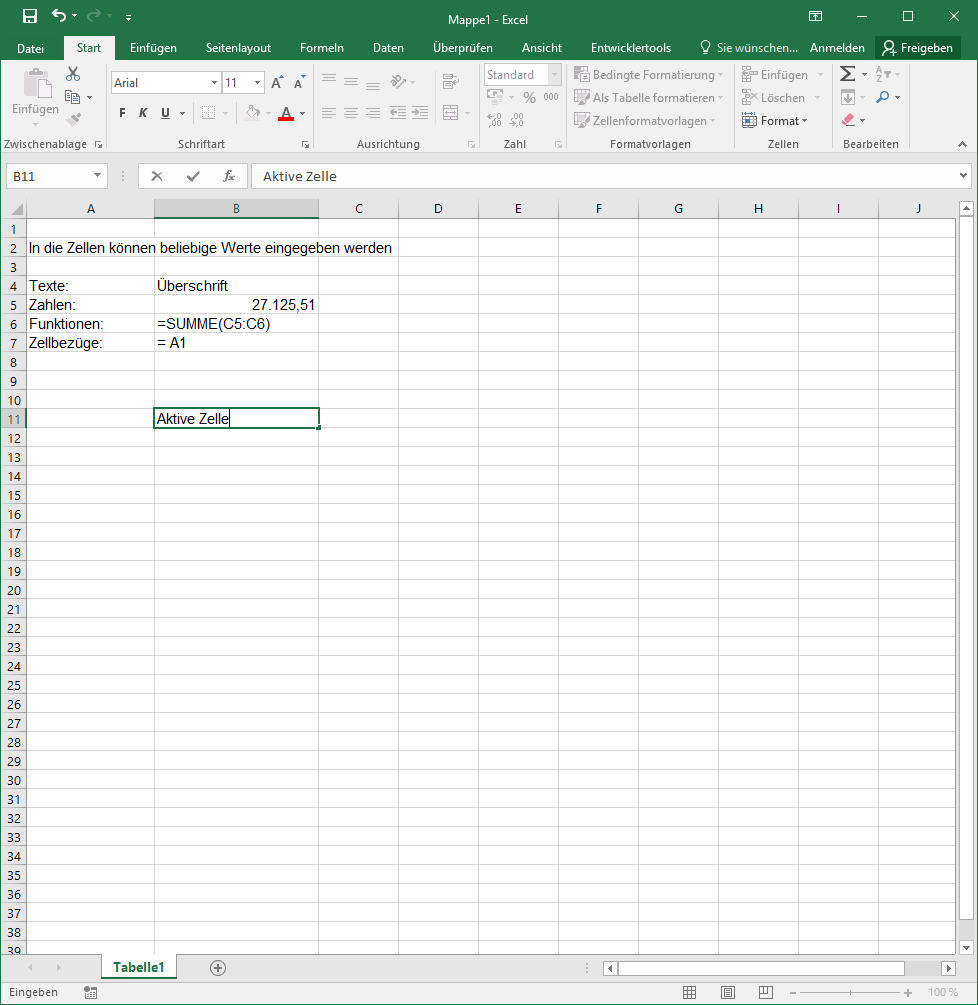 Mappe1 - Excel
Datei Start Einfügen Seitenlayout Formeln Daten Überprüfen Ansicht Entwicklertools Sie wünschen... Anmelden Freigeben
Einfügen
Arial 11
F K U A
Standard
% 000
Bedingte Formatierung
Als Tabelle formatieren
Zellenformatvorlagen
Einfügen
Löschen
Format
Zwischenablage Schriftart Ausrichtung Zahl Formatvorlagen Zellen Bearbeiten
B11 fx Aktive Zelle
A B C D E F G H I J
1
2 In die Zellen können beliebige Werte eingegeben werden
3
4 Texte: Überschrift
5 Zahlen: 27.125,51
6 Funktionen: =SUMME(C5:C6)
7 Zellbezüge: = A1
8
9
10
11 Aktive Zelle
12
13
14
15
16
17
18
19
20
21
22
23
24
25
26
27
28
29
30
31
32
33
34
35
36
37
38
39
Tabelle1
Eingeben 100 %